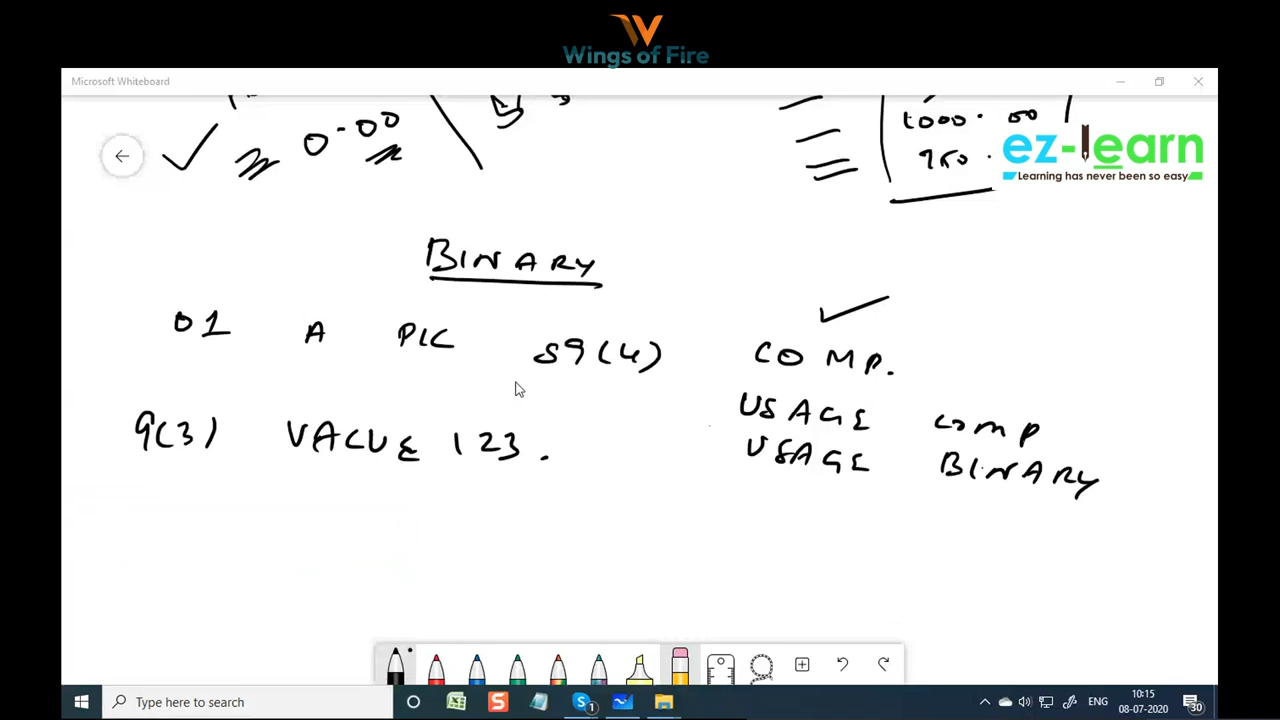 Wings of Fire
Microsoft Whiteboard
0.00
1000. 00
950.
ez-learn
Learning has never been so easy
BINARY
01 A PIC S9(4) COMP.
USAGE COMP
9(3) VALUE 123.
USAGE BINARY
Type here to search
ENG
10:15
08-07-2020
30